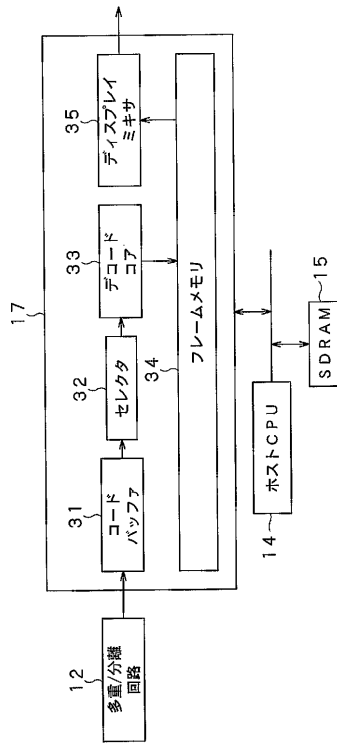 17
12
多重/分離
回路
31
コード
バッファ
32
セレクタ
33
デコード
コア
35
ディスプレイ
ミキサ
34
フレームメモリ
14
ホストCPU
15
SDRAM